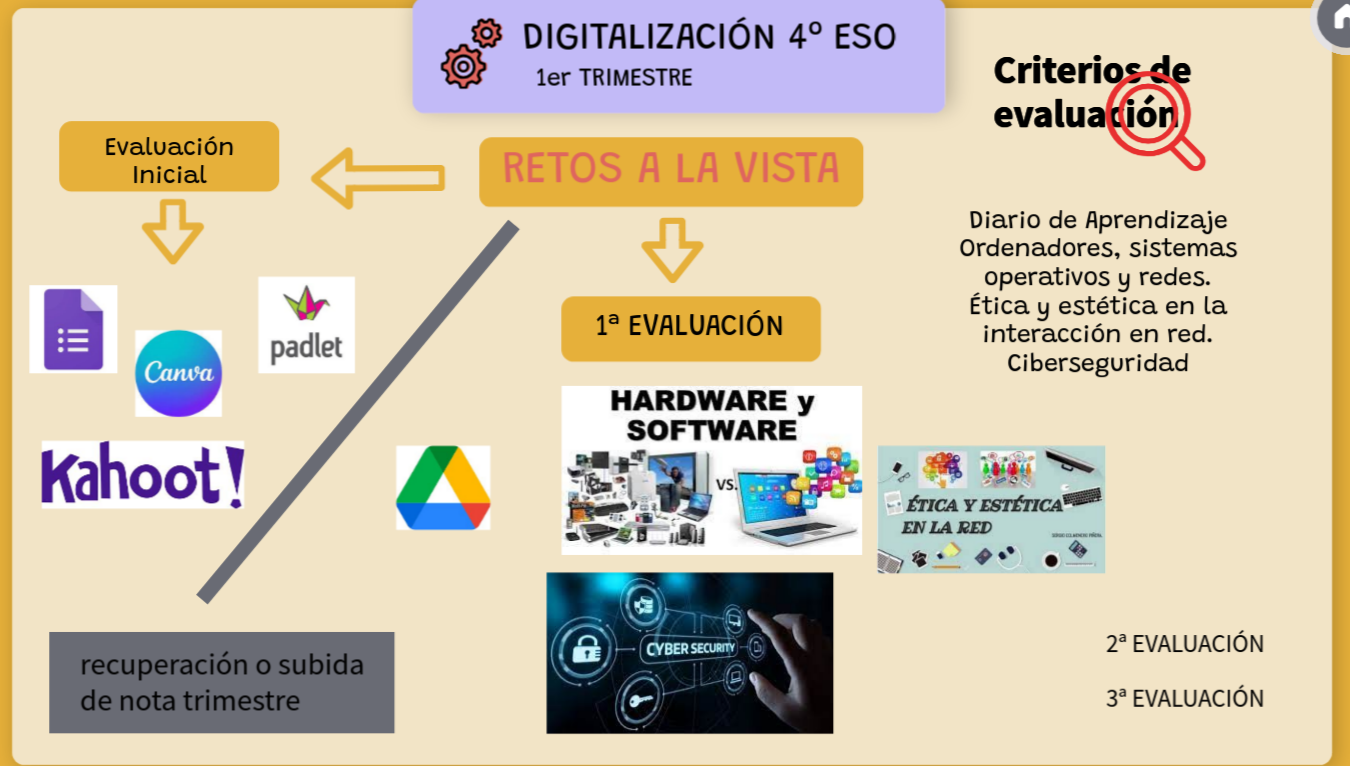 DIGITALIZACIÓN 4º ESO
1er TRIMESTRE
Criterios de
evaluación
Evaluación
Inicial
RETOS A LA VISTA
Diario de Aprendizaje
Ordenadores, sistemas
operativos y redes.
Ética y estética en la
interacción en red.
Ciberseguridad
1ª EVALUACIÓN
padlet
Canva
Kahoot!
HARDWARE y
SOFTWARE
VS.
ÉTICA Y ESTÉTICA
EN LA RED
CYBER SECURITY
recuperación o subida
de nota trimestre
2ª EVALUACIÓN
3ª EVALUACIÓN